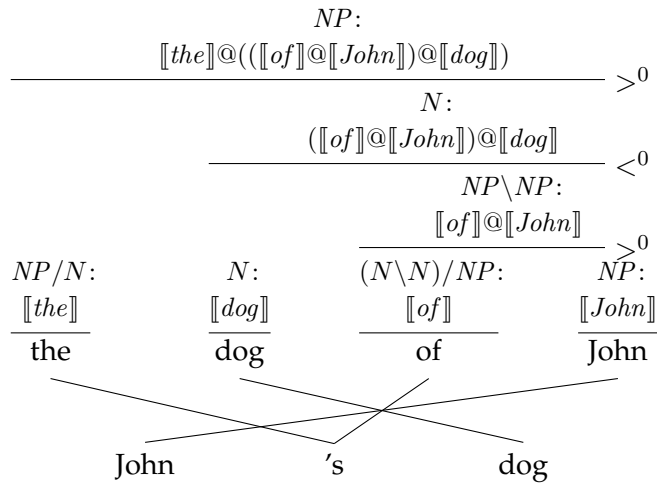 NP:
⟦the⟧@((⟦of⟧@⟦John⟧)@⟦dog⟧)
>0
N:
(⟦of⟧@⟦John⟧)@⟦dog⟧
<0
NP\NP:
⟦of⟧@⟦John⟧
>0
NP/N: N: (N\N)/NP: NP:
⟦the⟧ ⟦dog⟧ ⟦of⟧ ⟦John⟧
the dog of John
John 's dog